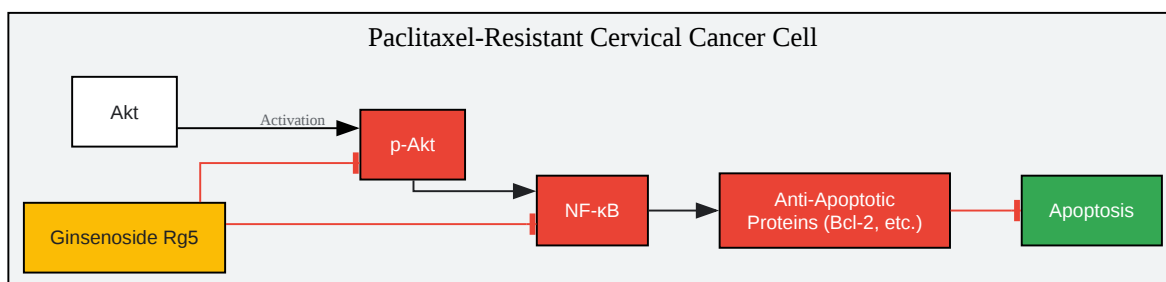 Paclitaxel-Resistant Cervical Cancer Cell
Akt
Activation
p-Akt
Ginsenoside Rg5
NF-κB
Anti-Apoptotic
Proteins (Bcl-2, etc.)
Apoptosis